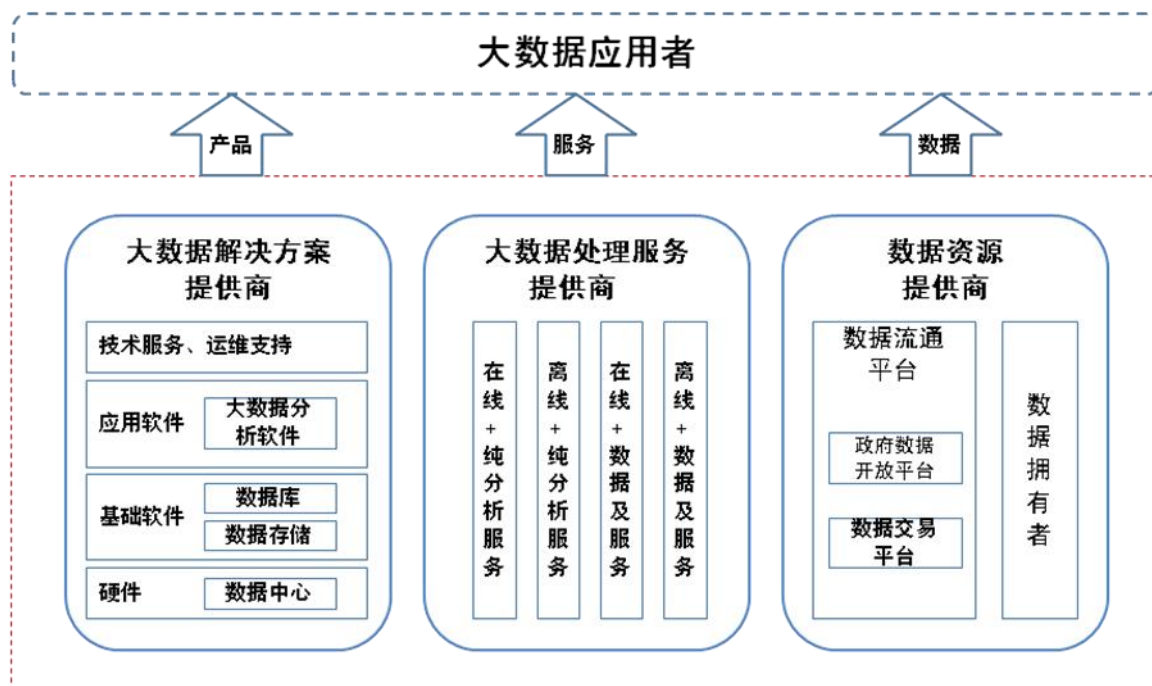 大数据应用者
产品
服务
数据
大数据解决方案
提供商
技术服务、运维支持
应用软件
大数据分
析软件
基础软件
数据库
数据存储
硬件
数据中心
大数据处理服务
提供商
在线+纯分析服务
离线+纯分析服务
在线+数据及服务
离线+数据及服务
数据资源
提供商
数据流通
平台
政府数据
开放平台
数据交易
平台
数据拥有者